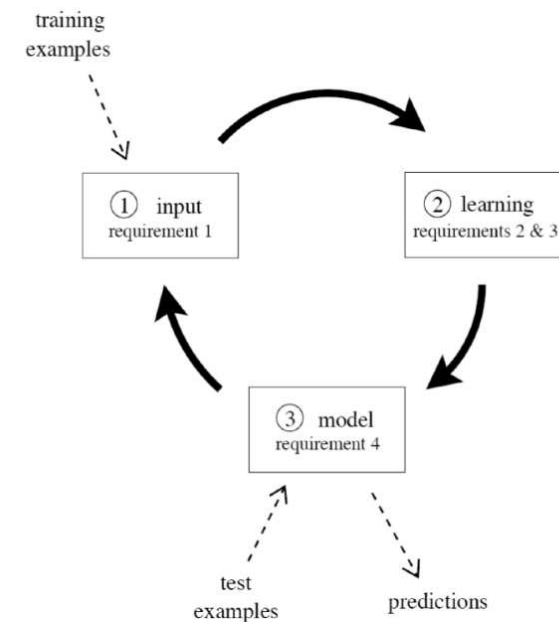 training
examples
① input
requirement 1
② learning
requirements 2 & 3
③ model
requirement 4
test
examples
predictions